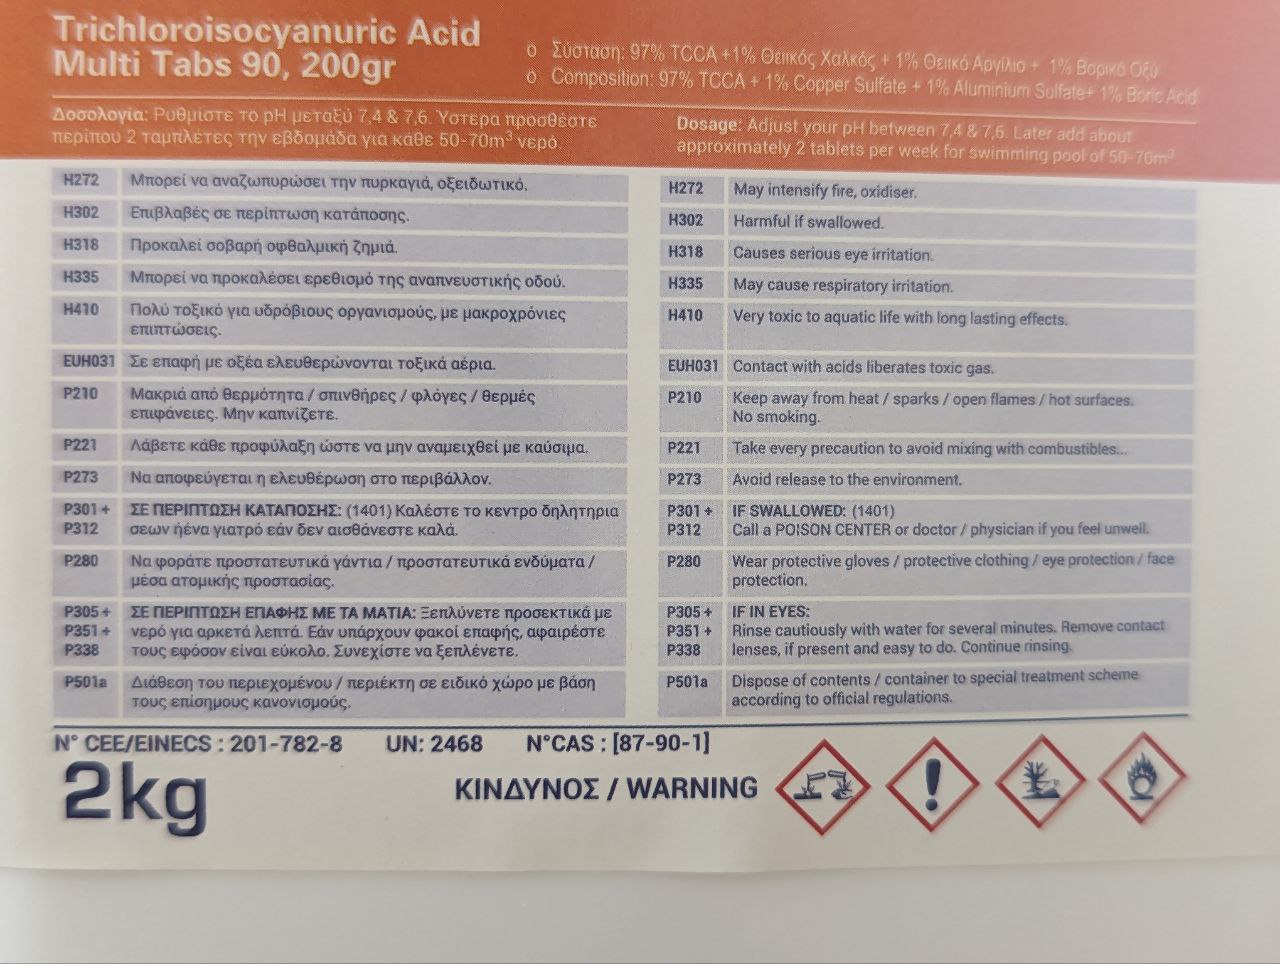 Trichloroisocyanuric Acid
Multi Tabs 90, 200gr
o Σύσταση: 97% TCCA +1% Θειικός Χαλκός + 1% Θειικό Αργίλιο + 1% Βορικό Οξύ
o Composition: 97% TCCA + 1% Copper Sulfate + 1% Aluminium Sulfate+ 1% Boric Acid
Δοσολογία: Ρυθμιστε το pH μεταξύ 7,4 & 7,6. Ύστερα προσθέστε
περίπου 2 ταμπλέτες την εβδομάδα για κάθε 50-70m³ νερό.
Dosage: Adjust your pH between 7,4 & 7,6. Later add about
approximately 2 tablets per week for swimming pool of 50-70m³
H272 Μπορεί να αναζωπυρώσει την πυρκαγιά, οξειδωτικό.
H302 Επιβλαβές σε περίπτωση κατάποσης.
H318 Προκαλεί σοβαρή οφθαλμική ζημιά.
H335 Μπορεί να προκαλέσει ερεθισμό της αναπνευστικής οδού.
H410 Πολύ τοξικό για υδρόβιους οργανισμούς, με μακροχρόνιες
επιπτώσεις.
EUH031 Σε επαφή με οξέα ελευθερώνονται τοξικά αέρια.
P210 Μακριά από θερμότητα / σπινθήρες / φλόγες / θερμές
επιφάνειες. Μην καπνίζετε.
P221 Λάβετε κάθε προφύλαξη ώστε να μην αναμειχθεί με καύσιμα.
P273 Να αποφεύγεται η ελευθέρωση στο περιβάλλον.
P301 + ΣΕ ΠΕΡΙΠΤΩΣΗ ΚΑΤΑΠΟΣΗΣ: (1401) Καλέστε το κεντρο δηλητηρια
P312 σεων ήένα γιατρό εάν δεν αισθάνεστε καλά.
P280 Να φοράτε προστατευτικά γάντια / προστατευτικά ενδύματα /
μέσα ατομικής προστασίας.
P305 + ΣΕ ΠΕΡΙΠΤΩΣΗ ΕΠΑΦΗΣ ΜΕ ΤΑ ΜΑΤΙΑ: Ξεπλύνετε προσεκτικά με
P351 + νερό για αρκετά λεπτά. Εάν υπάρχουν φακοί επαφής, αφαιρέστε
P338 τους εφόσον είναι εύκολο. Συνεχίστε να ξεπλένετε.
P501a Διάθεση του περιεχομένου / περιέκτη σε ειδικό χώρο με βάση
τους επίσημους κανονισμούς.
H272 May intensify fire, oxidiser.
H302 Harmful if swallowed.
H318 Causes serious eye irritation.
H335 May cause respiratory irritation.
H410 Very toxic to aquatic life with long lasting effects.
EUH031 Contact with acids liberates toxic gas.
P210 Keep away from heat / sparks / open flames / hot surfaces.
No smoking.
P221 Take every precaution to avoid mixing with combustibles...
P273 Avoid release to the environment.
P301 + IF SWALLOWED: (1401)
P312 Call a POISON CENTER or doctor / physician if you feel unwell.
P280 Wear protective gloves / protective clothing / eye protection / face
protection.
P305 + IF IN EYES:
P351 + Rinse cautiously with water for several minutes. Remove contact
P338 lenses, if present and easy to do. Continue rinsing.
P501a Dispose of contents / container to special treatment scheme
according to official regulations.
N° CEE/EINECS : 201-782-8 UN: 2468 N°CAS : [87-90-1]
2kg
ΚΙΝΔΥΝΟΣ / WARNING